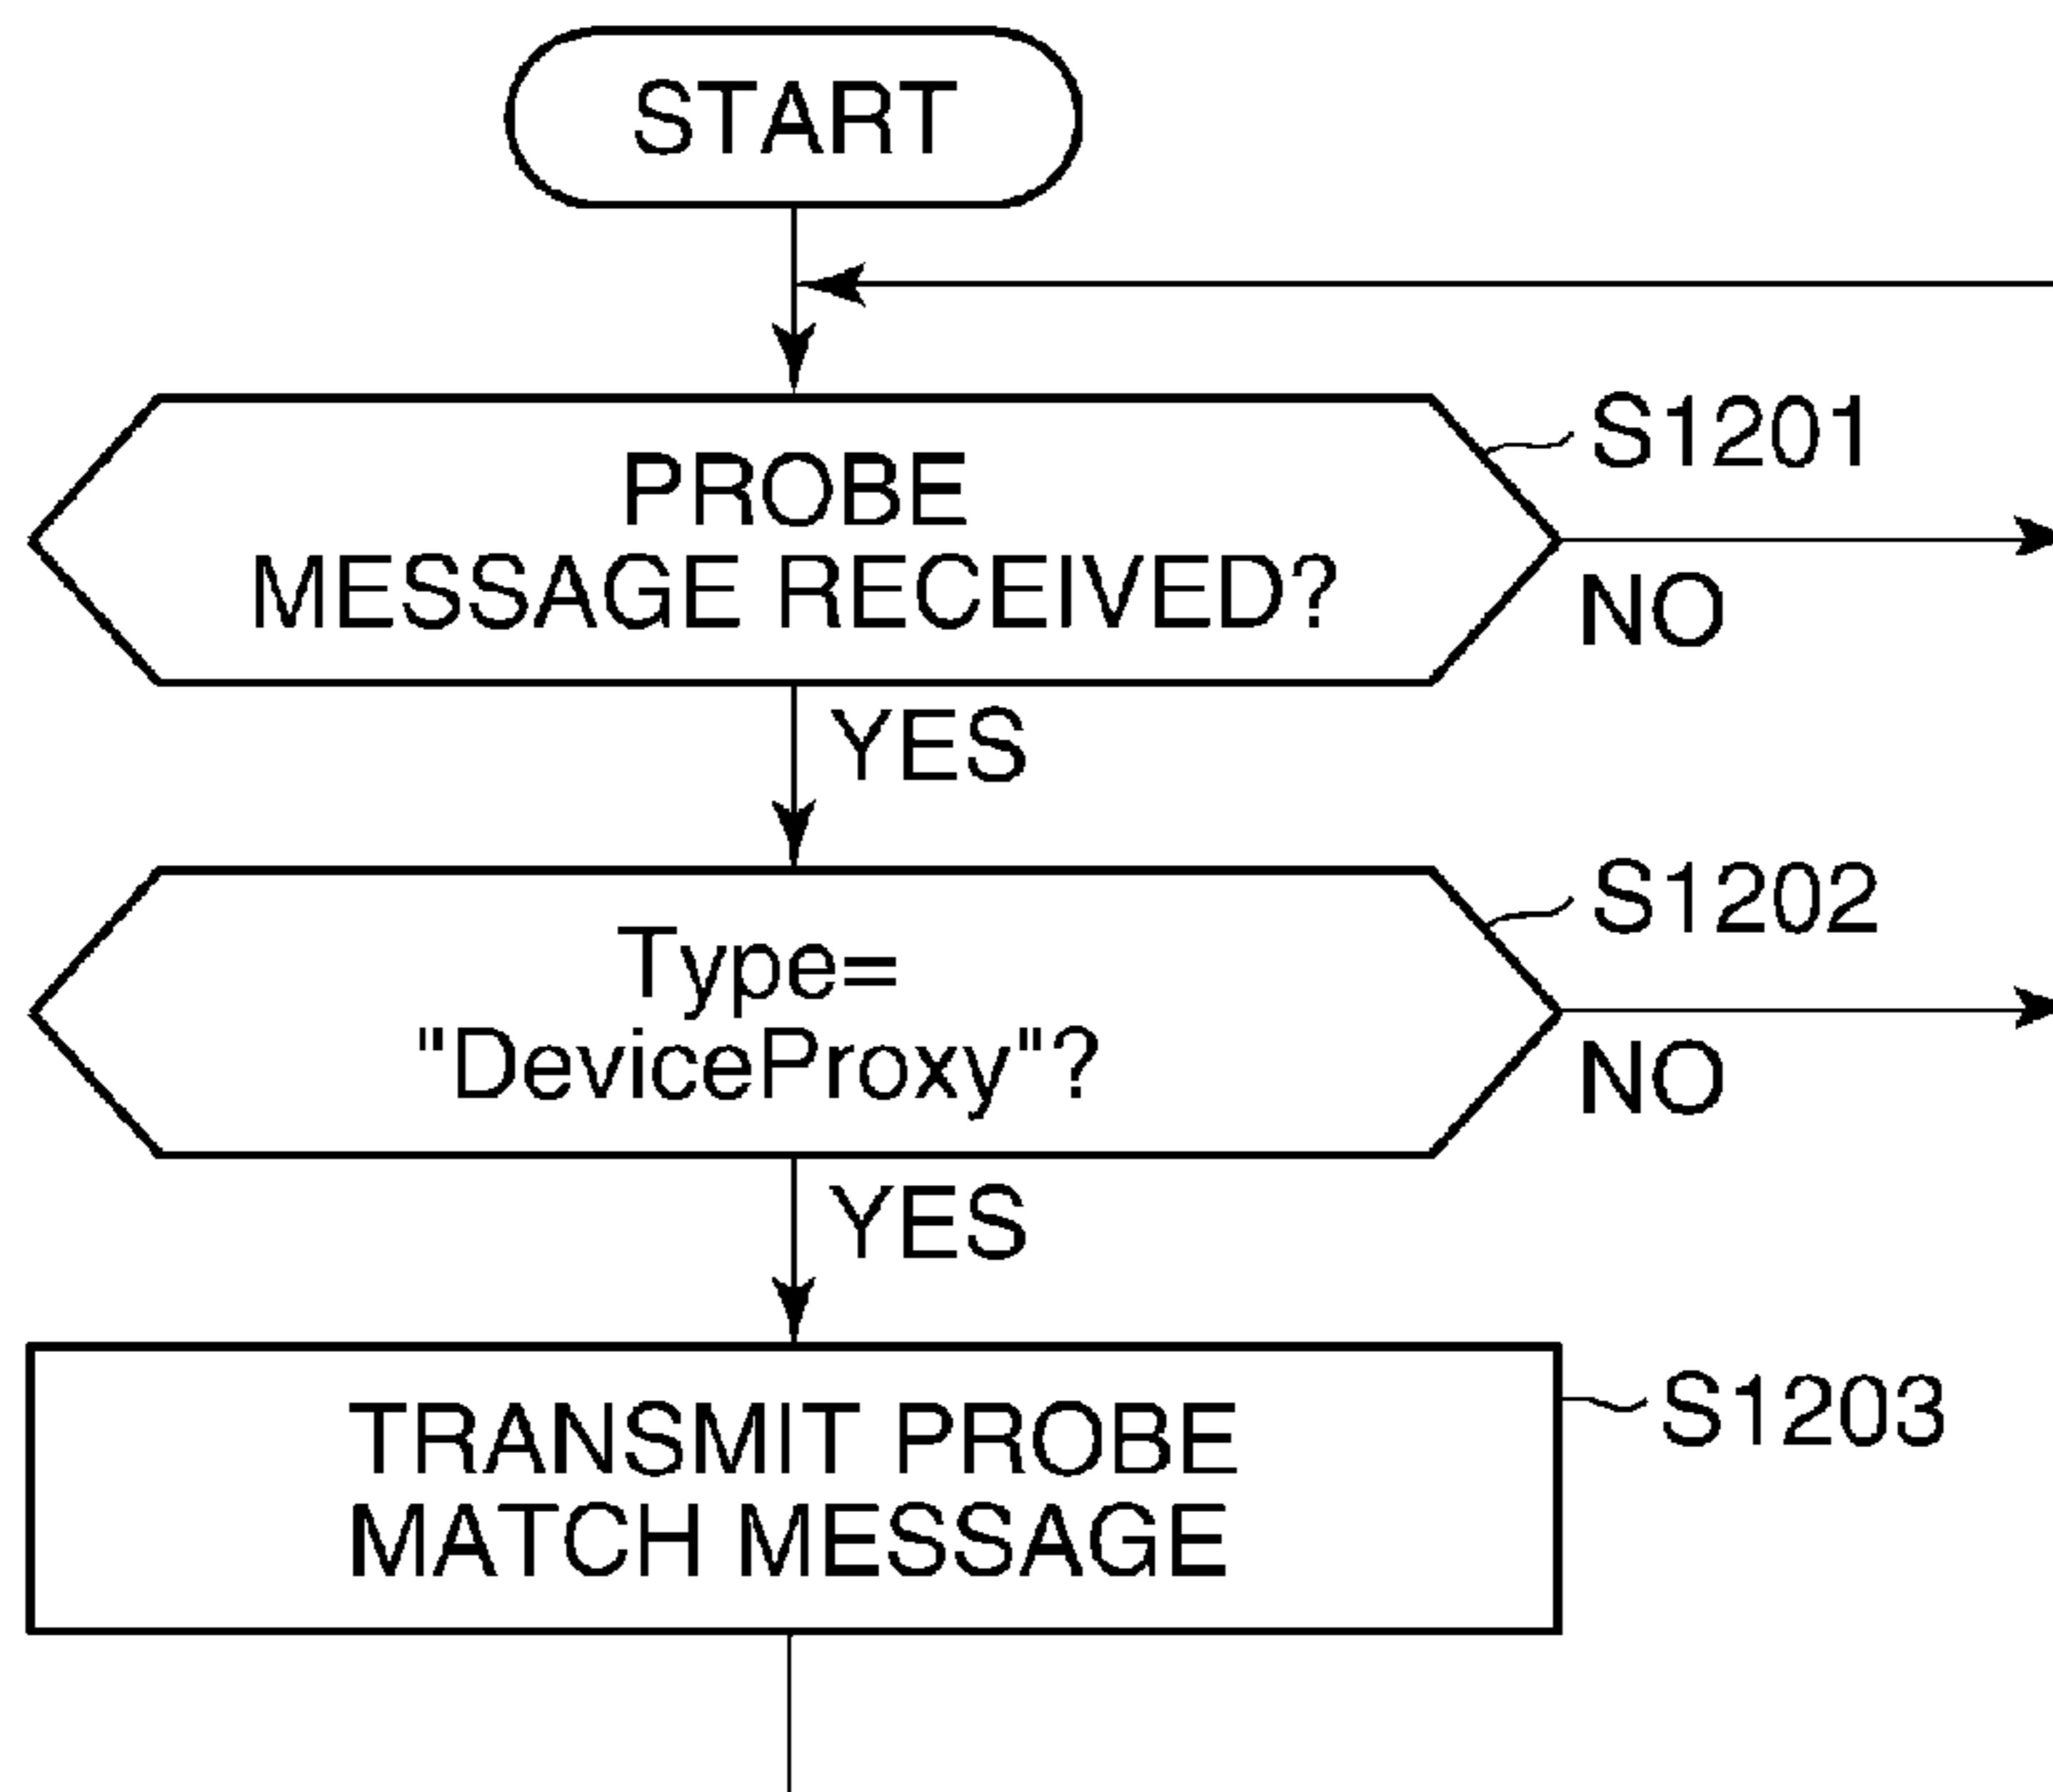 START
PROBE
MESSAGE RECEIVED?
S1201
NO
YES
Type=
"DeviceProxy"?
S1202
NO
YES
TRANSMIT PROBE
MATCH MESSAGE
S1203